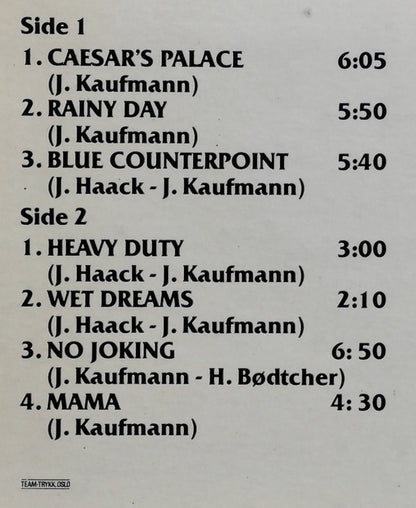 Side 1
1. CAESAR'S PALACE 6:05
(J. Kaufmann)
2. RAINY DAY 5:50
(J. Kaufmann)
3. BLUE COUNTERPOINT 5:40
(J. Haack - J. Kaufmann)
Side 2
1. HEAVY DUTY 3:00
(J. Haack - J. Kaufmann)
2. WET DREAMS 2:10
(J. Haack - J. Kaufmann)
3. NO JOKING 6: 50
(J. Kaufmann - H. Bødtcher)
4. MAMA 4: 30
(J. Kaufmann)
TEAM-TRYKK, OSLO